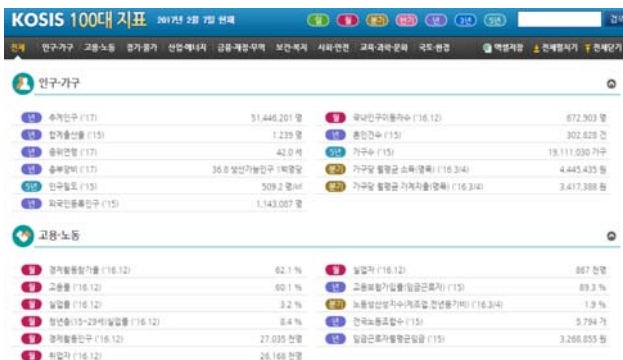 KOSIS 100대 지표 2017년 2월 7일 현재
월 월 분기 반기 년 2년 5년
전체 인구·가구 고용·노동 경기·물가 산업·에너지 금융·재정·무역 보건·복지 사회·안전 교육·과학·문화 국토·환경 엑셀저장 전체펼치기 전체닫기
인구·가구
년 추계인구 ('17) 51,446,201 명
년 합계출산율 ('15) 1.239 명
년 중위연령 ('17) 42.0 세
년 총부양비 ('17) 36.8 생산가능인구 1백명당
5년 인구밀도 ('15) 509.2 명/㎢
년 외국인등록인구 ('15) 1,143,087 명
월 국내인구이동자수 ('16.12) 672,903 명
년 혼인건수 ('15) 302,828 건
5년 가구수 ('15) 19,111,030 가구
분기 가구당 월평균 소득(명목) ('16.3/4) 4,445,435 원
분기 가구당 월평균 가계지출(명목) ('16.3/4) 3,417,388 원
고용·노동
월 경제활동참가율 ('16.12) 62.1 %
월 고용률 ('16.12) 60.1 %
월 실업률 ('16.12) 3.2 %
월 청년층(15~29세)실업률 ('16.12) 8.4 %
월 경제활동인구 ('16.12) 27,035 천명
월 취업자 ('16.12) 26,168 천명
월 실업자 ('16.12) 867 천명
년 고용보험가입률(임금근로자) ('15) 89.3 %
분기 노동생산성지수(제조업,전년동기비) ('16.3/4) 1.9 %
년 전국노동조합수 ('15) 5,794 개
년 임금근로자월평균임금 ('15) 3,268,855 원